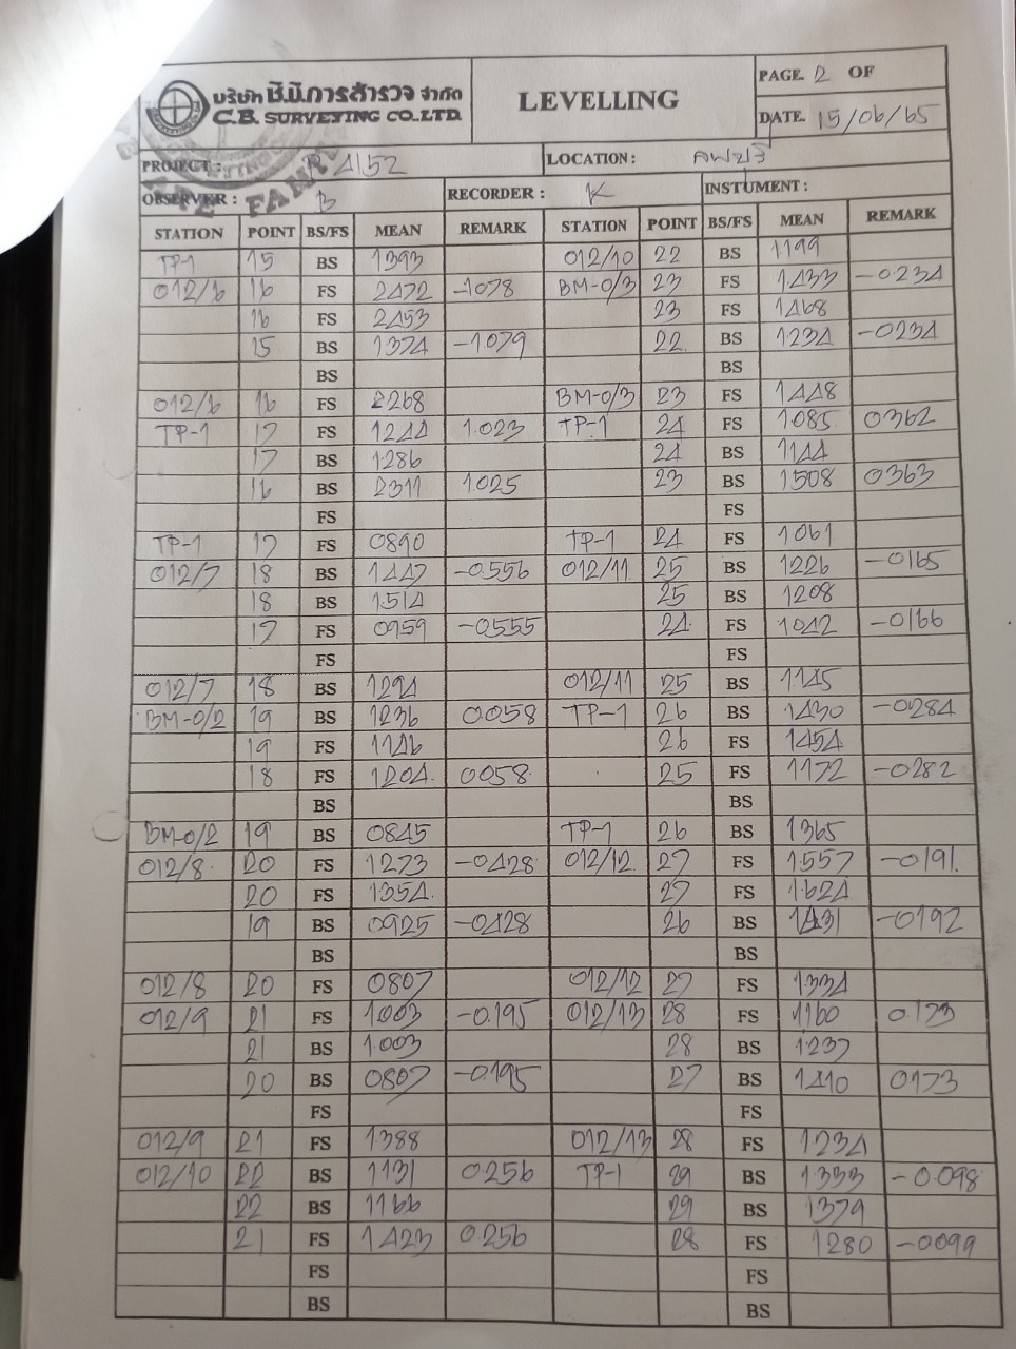 บริษัท ซี.บี.การสำรวจ จำกัด
C.B. SURVEYING CO.LTD.
LEVELLING
PAGE. 2 OF
DATE. 15/06/65
PROJECT: R 4152 LOCATION: ลพบุรี
OBSERVER: B RECORDER: K INSTUMENT:
STATION POINT BS/FS MEAN REMARK STATION POINT BS/FS MEAN REMARK
TP-1 15 BS 1393 012/10 22 BS 1199
012/6 16 FS 2472 -1078 BM-0/3 23 FS 1433 -0234
16 FS 2453 23 FS 1468
15 BS 1374 -1079 22 BS 1234 -0234
BS BS
012/6 16 FS 2268 BM-0/3 23 FS 1448
TP-1 17 FS 1244 1.023 TP-1 24 FS 1085 0362
17 BS 1286 24 BS 1144
16 BS 2311 1.025 23 BS 1508 0363
FS FS
TP-1 17 FS 0890 TP-1 24 FS 1061
012/7 18 BS 1447 -0556 012/11 25 BS 1226 -0165
18 BS 1514 25 BS 1208
17 FS 0959 -0555 24 FS 1042 -0166
FS FS
012/7 18 BS 1294 012/11 25 BS 1145
BM-0/2 19 BS 1236 0058 TP-1 26 BS 1430 -0284
19 FS 1146 26 FS 1454
18 FS 1204 0058 25 FS 1172 -0282
BS BS
BM-0/2 19 BS 0845 TP-1 26 BS 1365
012/8 20 FS 1273 -0428 012/12 27 FS 1557 -0191
20 FS 1354 27 FS 1624
19 BS 0925 -0428 26 BS 1431 -0192
BS BS
012/8 20 FS 0807 012/12 27 FS 1334
012/9 21 FS 1.003 -0.195 012/13 28 FS 1160 0.173
21 BS 1.003 28 BS 1237
20 BS 0807 -0.195 27 BS 1410 0173
FS FS
012/9 21 FS 1388 012/13 28 FS 1234
012/10 22 BS 1131 0256 TP-1 29 BS 1333 -0.098
22 BS 1166 29 BS 1379
21 FS 1423 0.256 28 FS 1280 -0099
FS FS
BS BS